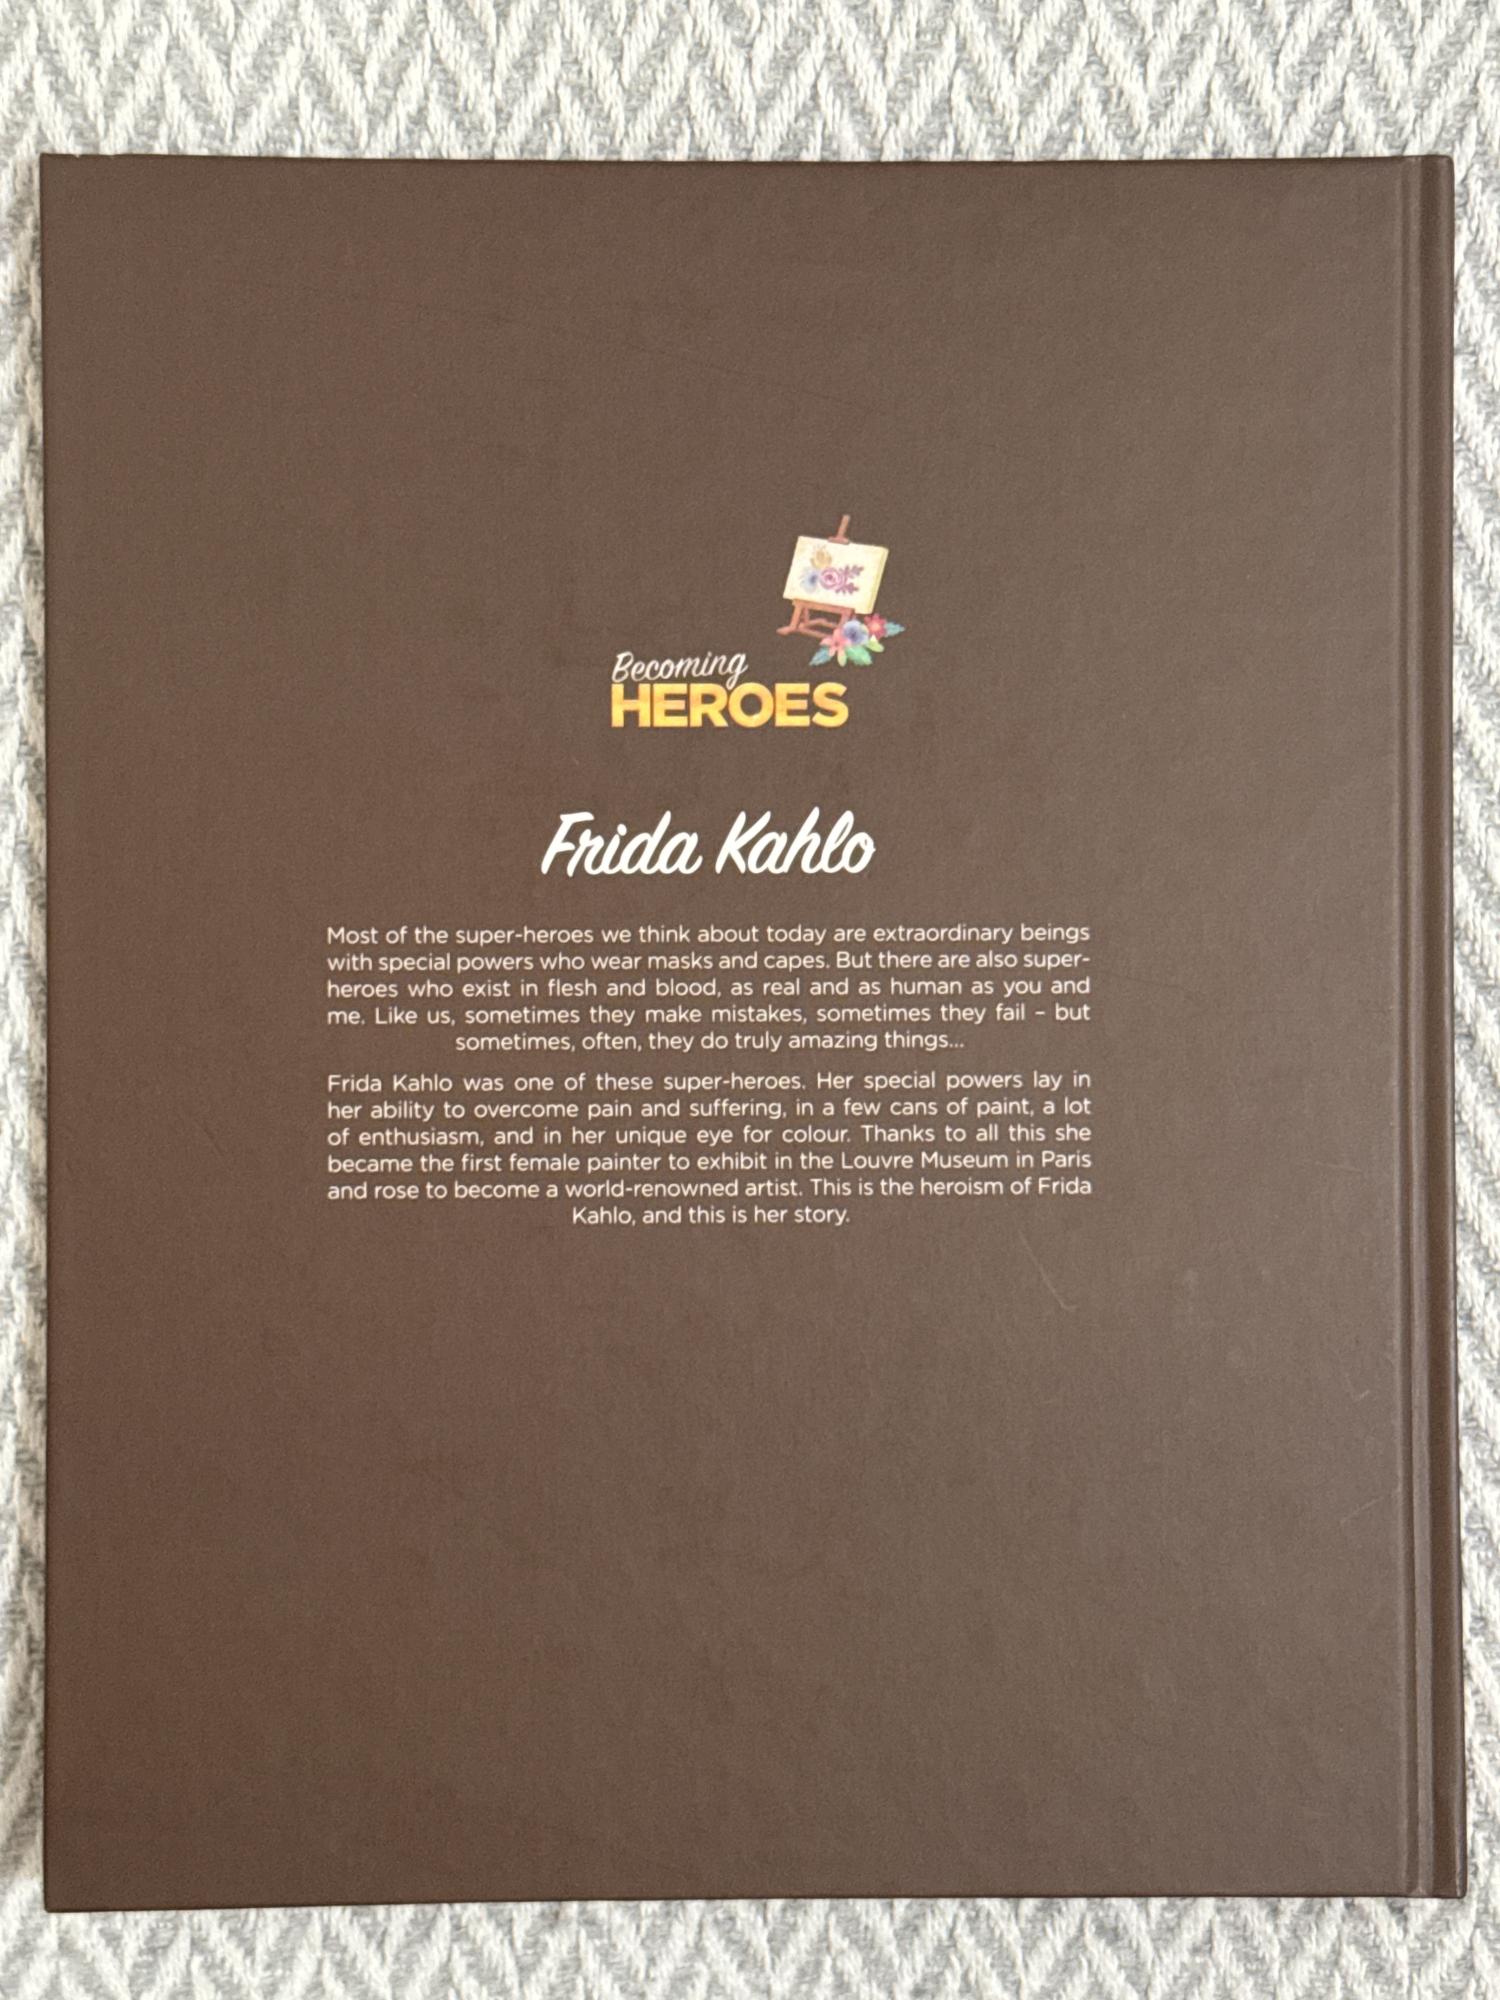 Becoming
HEROES
Frida Kahlo
Most of the super-heroes we think about today are extraordinary beings
with special powers who wear masks and capes. But there are also super-
heroes who exist in flesh and blood, as real and as human as you and
me. Like us, sometimes they make mistakes, sometimes they fail – but
sometimes, often, they do truly amazing things...
Frida Kahlo was one of these super-heroes. Her special powers lay in
her ability to overcome pain and suffering, in a few cans of paint, a lot
of enthusiasm, and in her unique eye for colour. Thanks to all this she
became the first female painter to exhibit in the Louvre Museum in Paris
and rose to become a world-renowned artist. This is the heroism of Frida
Kahlo, and this is her story.